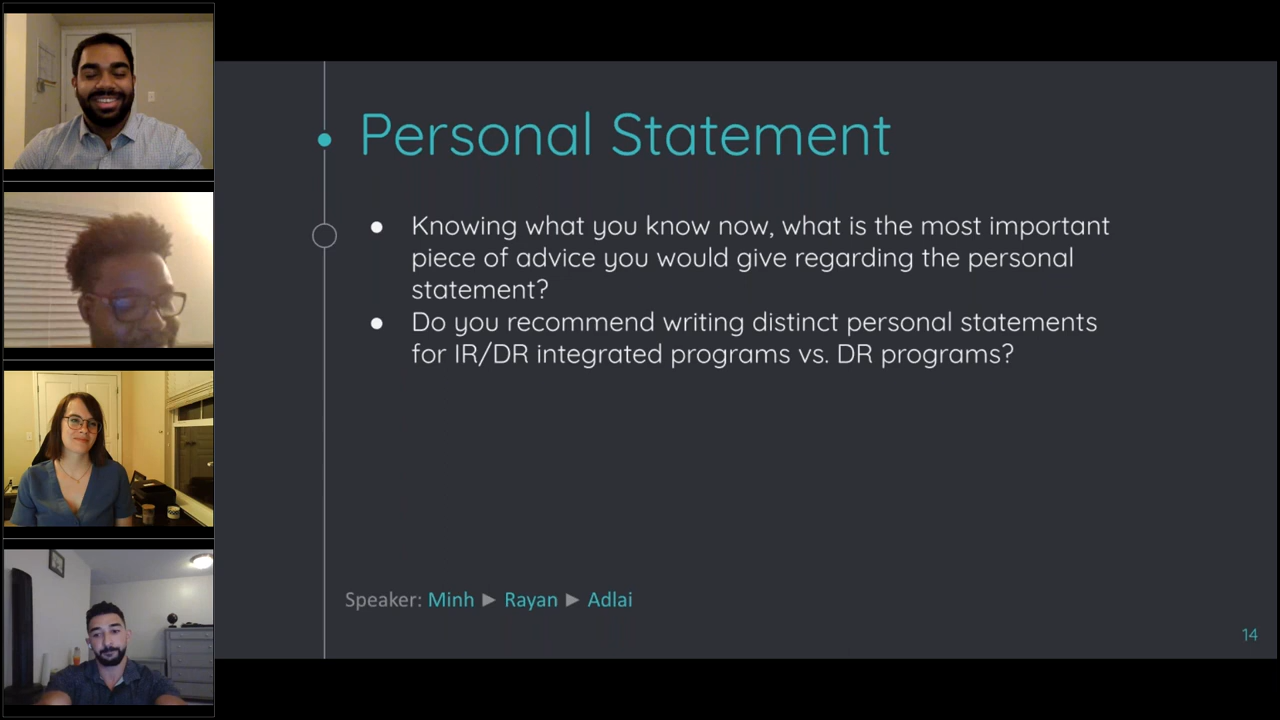 Personal Statement
● Knowing what you know now, what is the most important
piece of advice you would give regarding the personal
statement?
● Do you recommend writing distinct personal statements
for IR/DR integrated programs vs. DR programs?
Speaker: Minh ► Rayan ► Adlai
14